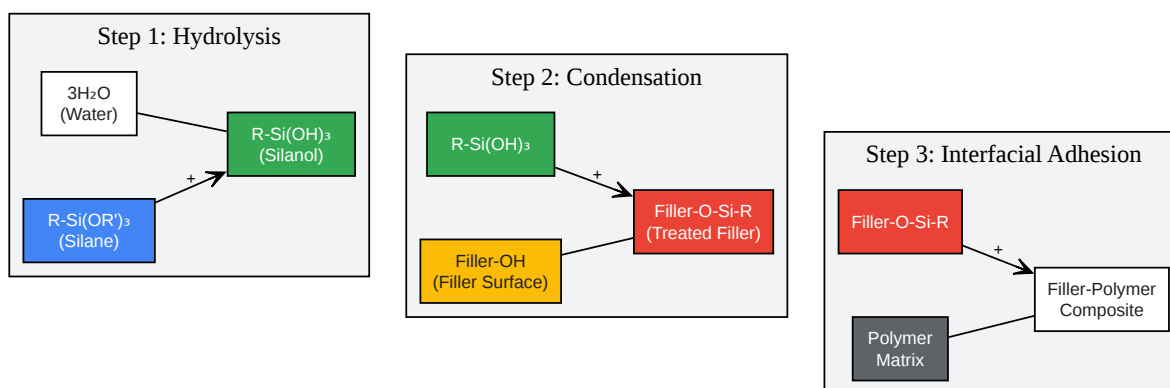 Step 1: Hydrolysis
3H₂O
(Water)
R-Si(OH)₃
(Silanol)
+
R-Si(OR')₃
(Silane)
Step 2: Condensation
R-Si(OH)₃
+
Filler-O-Si-R
(Treated Filler)
Filler-OH
(Filler Surface)
Step 3: Interfacial Adhesion
Filler-O-Si-R
+
Filler-Polymer
Composite
Polymer
Matrix